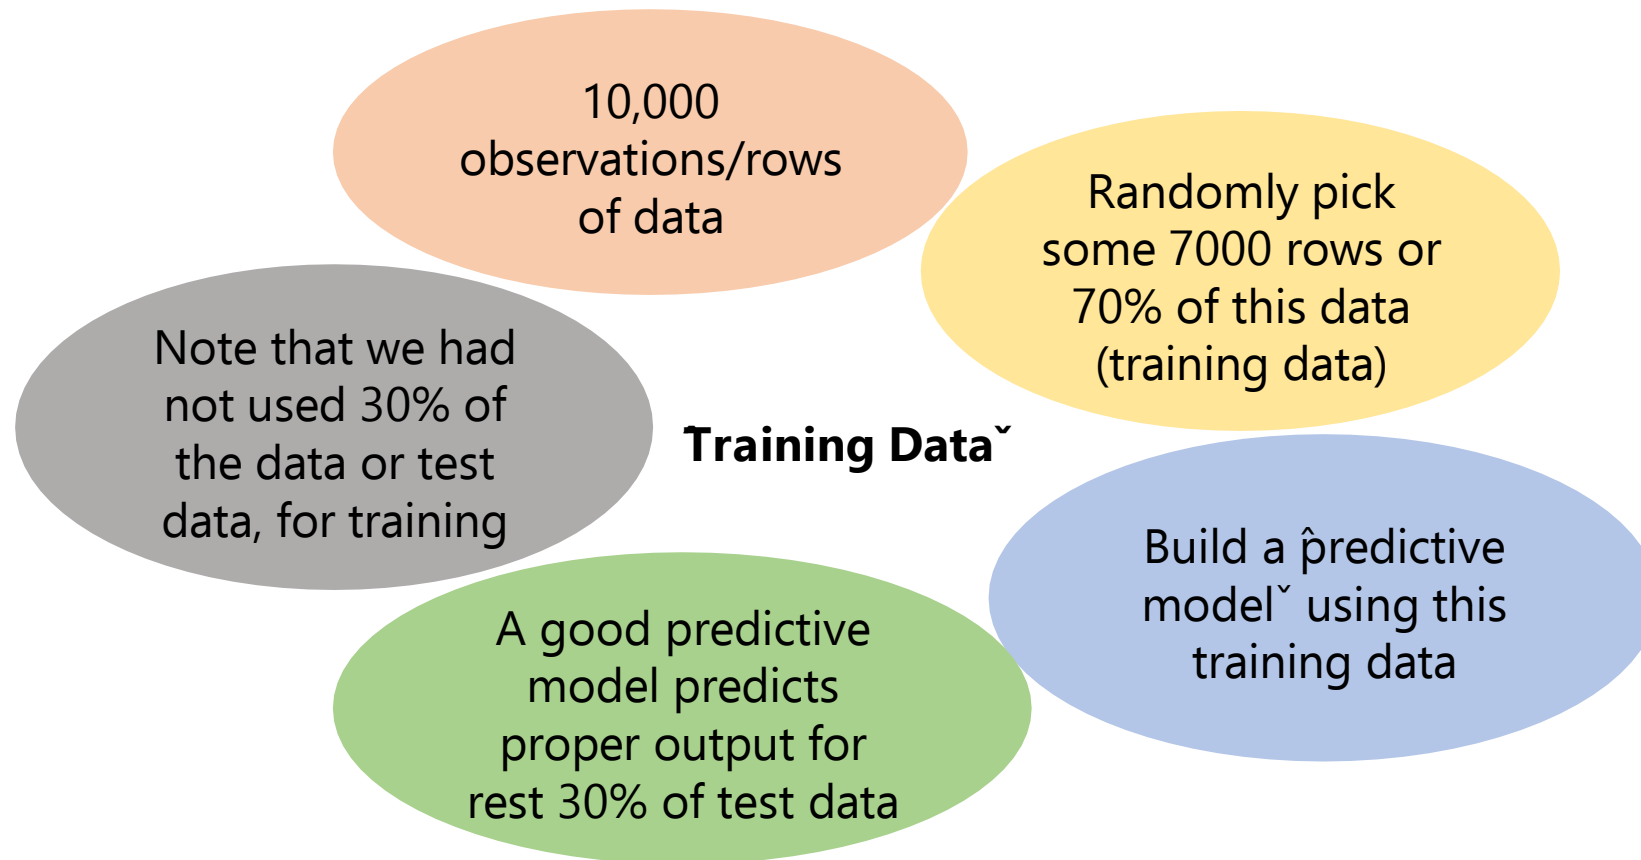 10,000
observations/rows
of data
Randomly pick
some 7000 rows or
70% of this data
(training data)
Build a ̂predictive
modelˇ using this
training data
A good predictive
model predicts
proper output for
rest 30% of test data
Note that we had
not used 30% of
the data or test
data, for training
̂Training Dataˇ